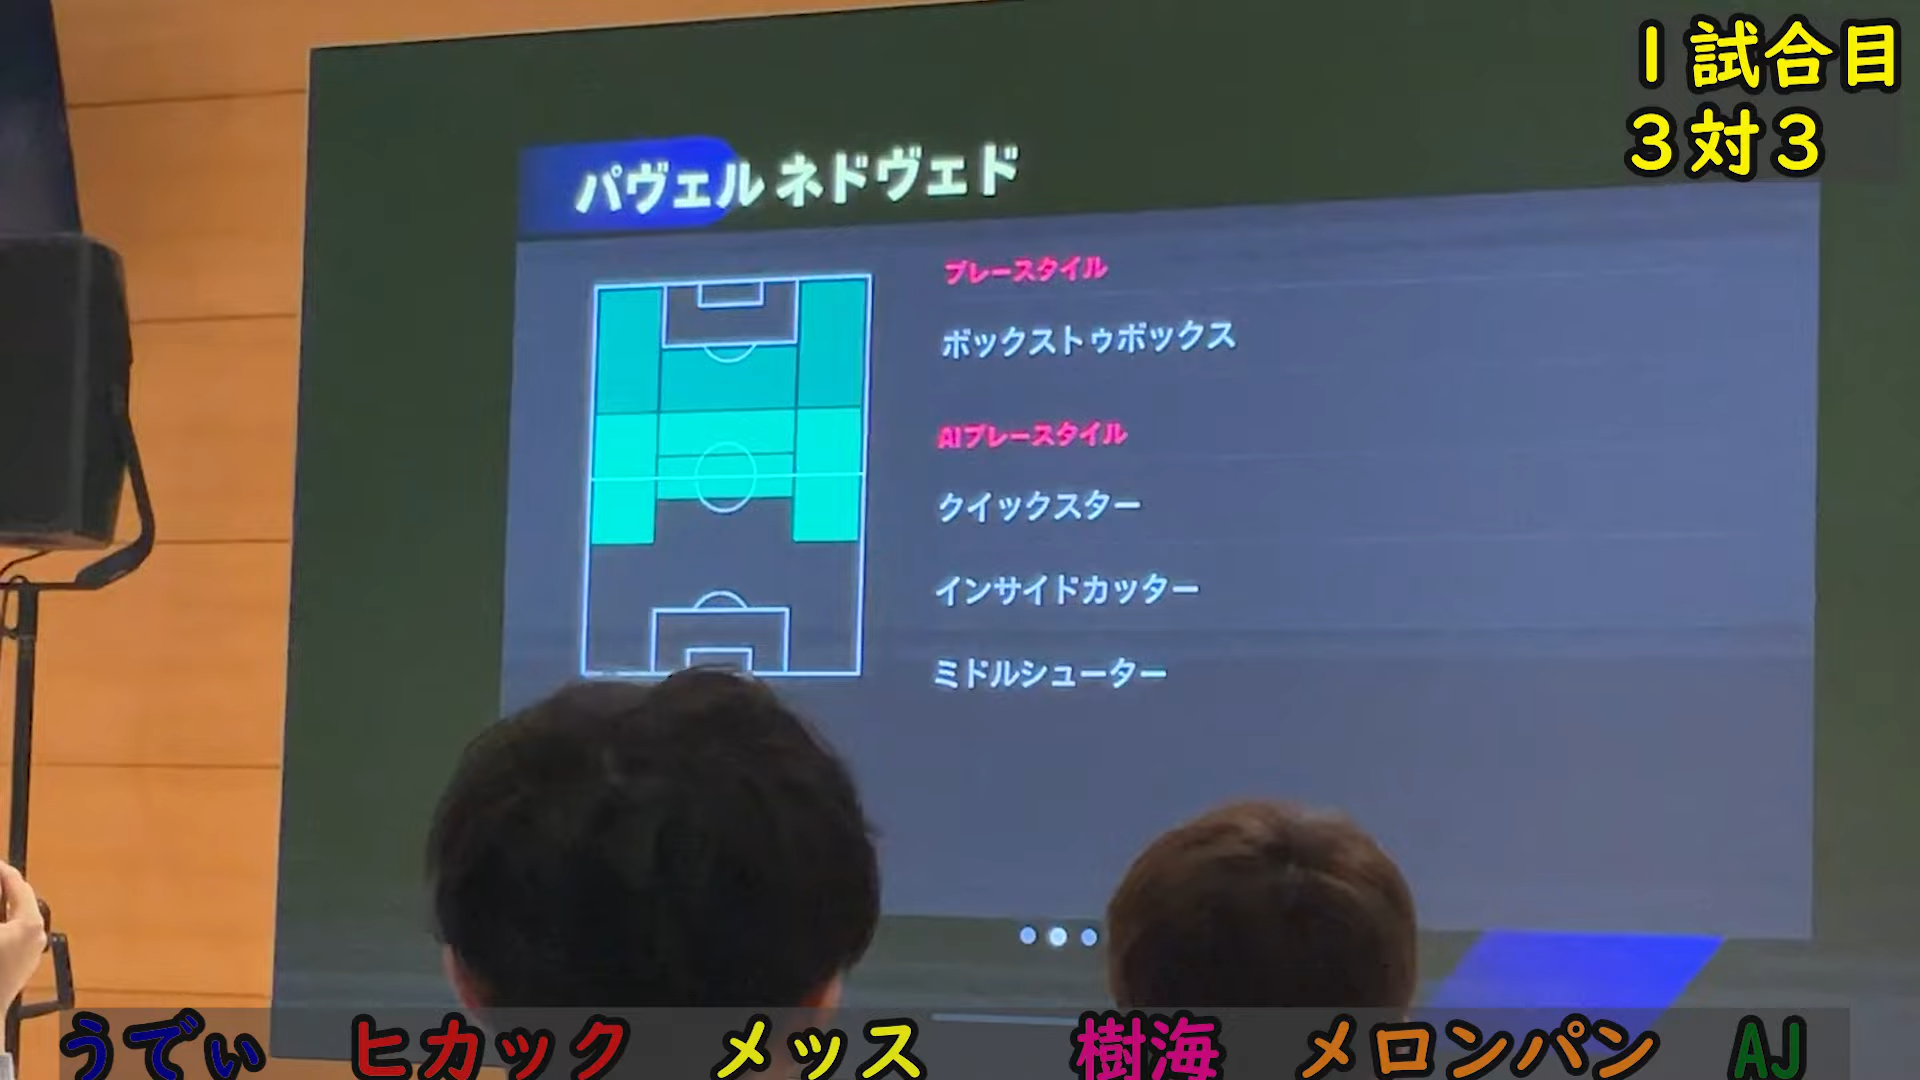 1試合目
3対3
パヴェル ネドヴェド
プレースタイル
ボックストゥボックス
AIプレースタイル
クイックスター
インサイドカッター
ミドルシューター
うでぃ ヒカック メッス 樹海 メロンパン AJ